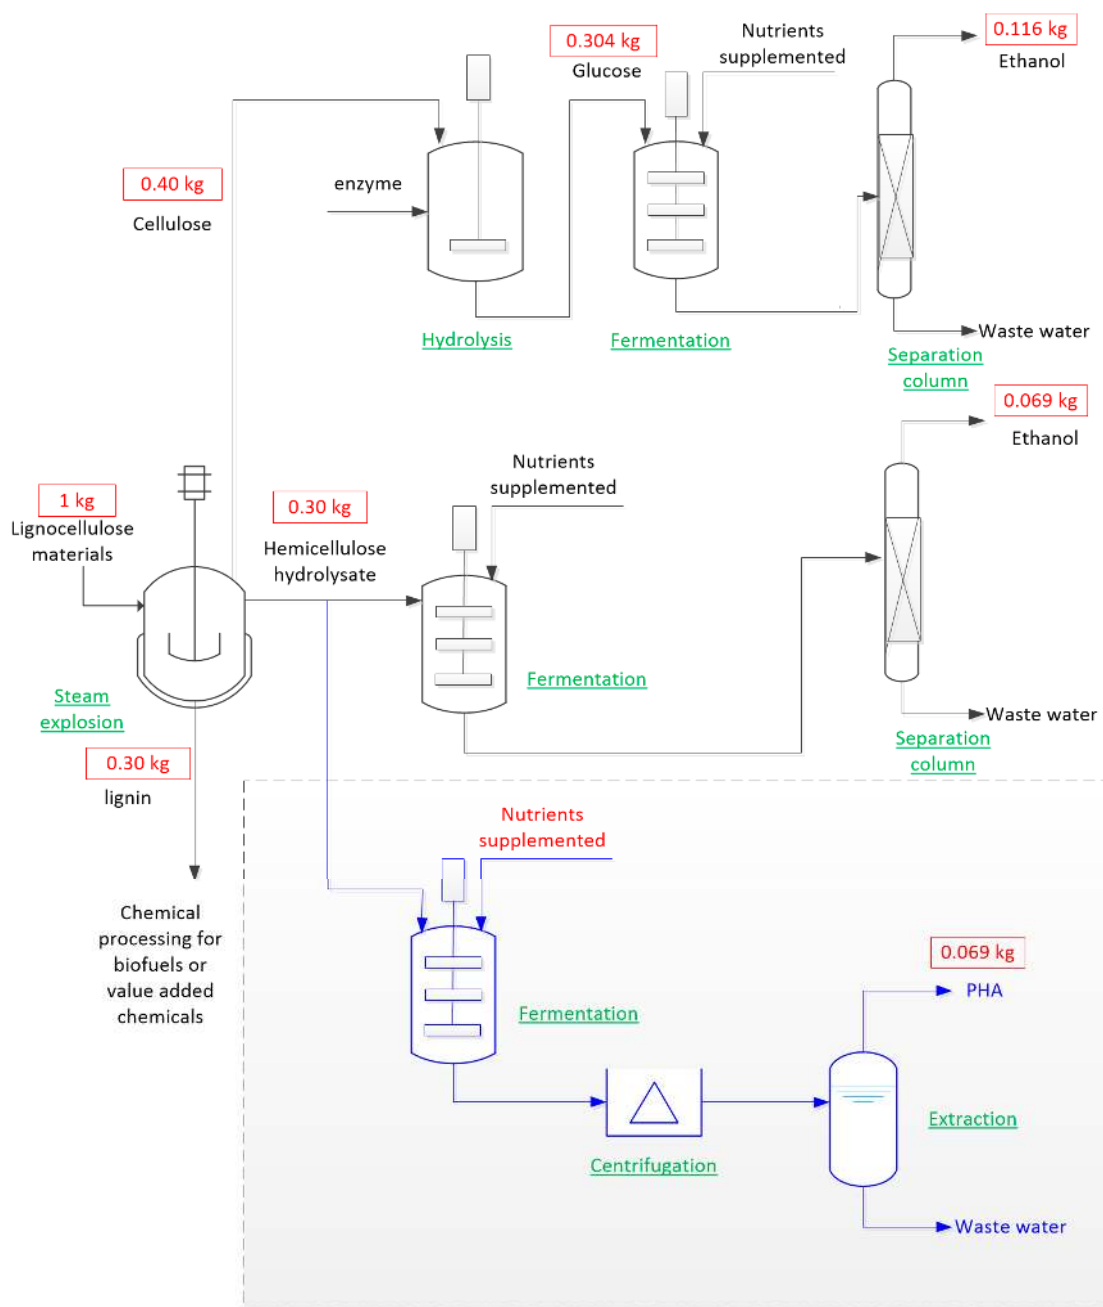 0.304 kg
Glucose
Nutrients
supplemented
0.116 kg
Ethanol
0.40 kg
Cellulose
enzyme
Hydrolysis
Fermentation
Waste water
Separation
column
0.069 kg
Ethanol
1 kg
Lignocellulose
materials
0.30 kg
Hemicellulose
hydrolysate
Nutrients
supplemented
Fermentation
Steam
explosion
Waste water
Separation
column
0.30 kg
lignin
Chemical
processing for
biofuels or
value added
chemicals
Nutrients
supplemented
Fermentation
0.069 kg
PHA
Centrifugation
Extraction
Waste water